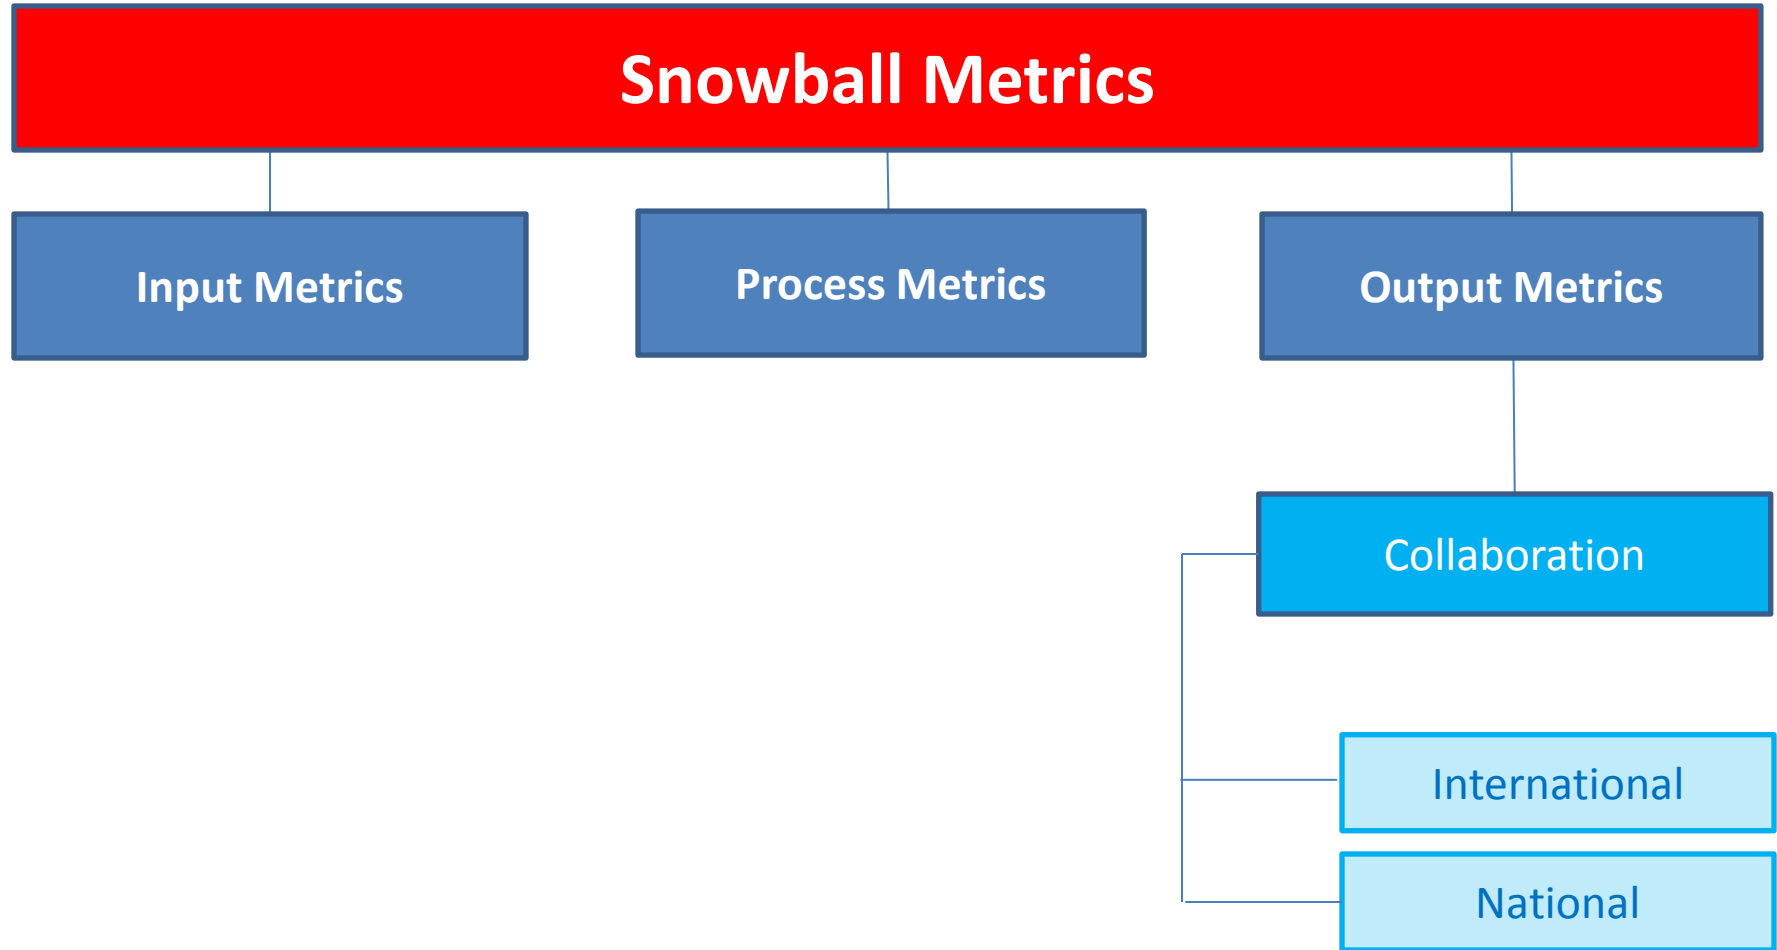 Snowball Metrics
Input Metrics
Process Metrics
Output Metrics
Collaboration
International
National